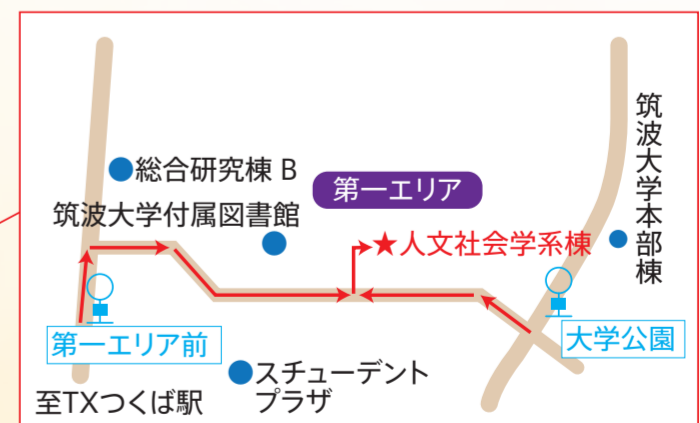 総合研究棟 B
第一エリア
筑波大学付属図書館
★人文社会学系棟
筑波大学本部棟
第一エリア前
大学公園
スチューデント
プラザ
至TXつくば駅